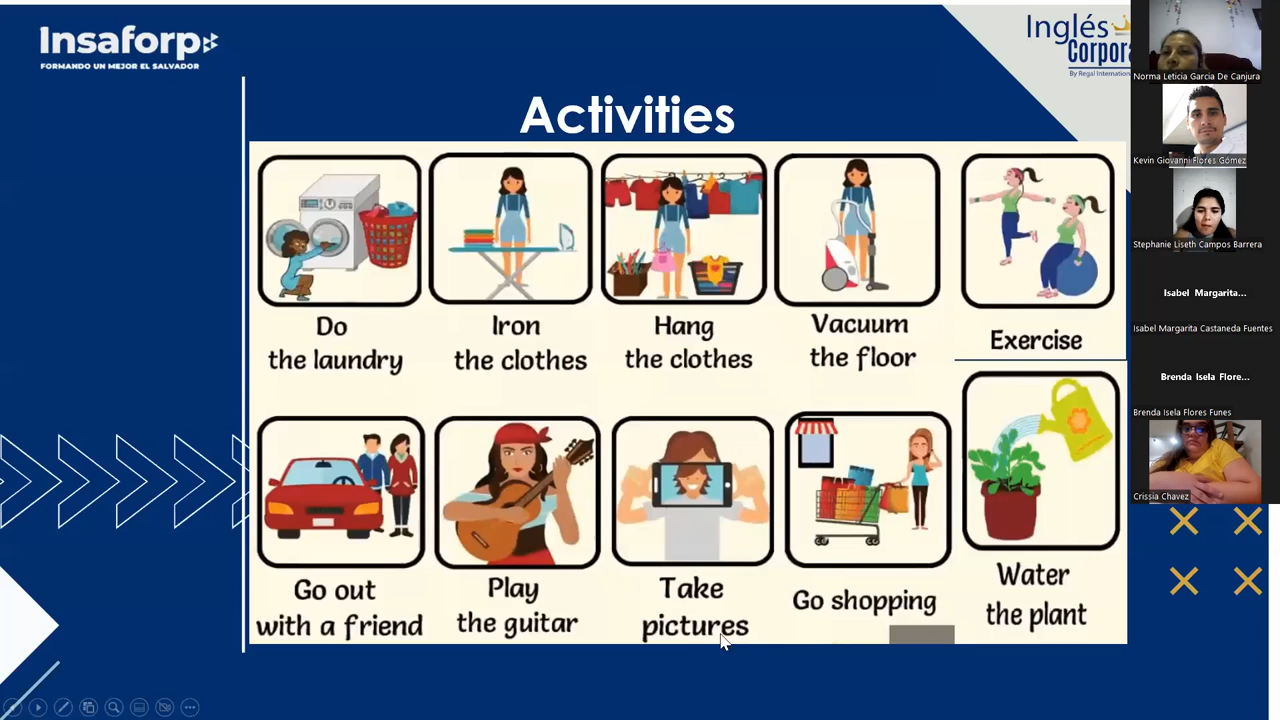 Insaforp
FORMANDO UN MEJOR EL SALVADOR
Inglés
By Regal
Activities
Do
the laundry
Iron
the clothes
Hang
the clothes
Vacuum
the floor
Exercise
Go out
with a friend
Play
the guitar
Take
pictures
Go shopping
Water
the plant
Norma Leticia Garcia De Canjura
Kevin Giovanni Flores Gómez
Stephanie Liseth Campos Barrera
Isabel Margarita...
Isabel Margarita Castaneda Fuentes
Brenda Isela Flore...
Brenda Isela Flores Funes
Crissia Chavez